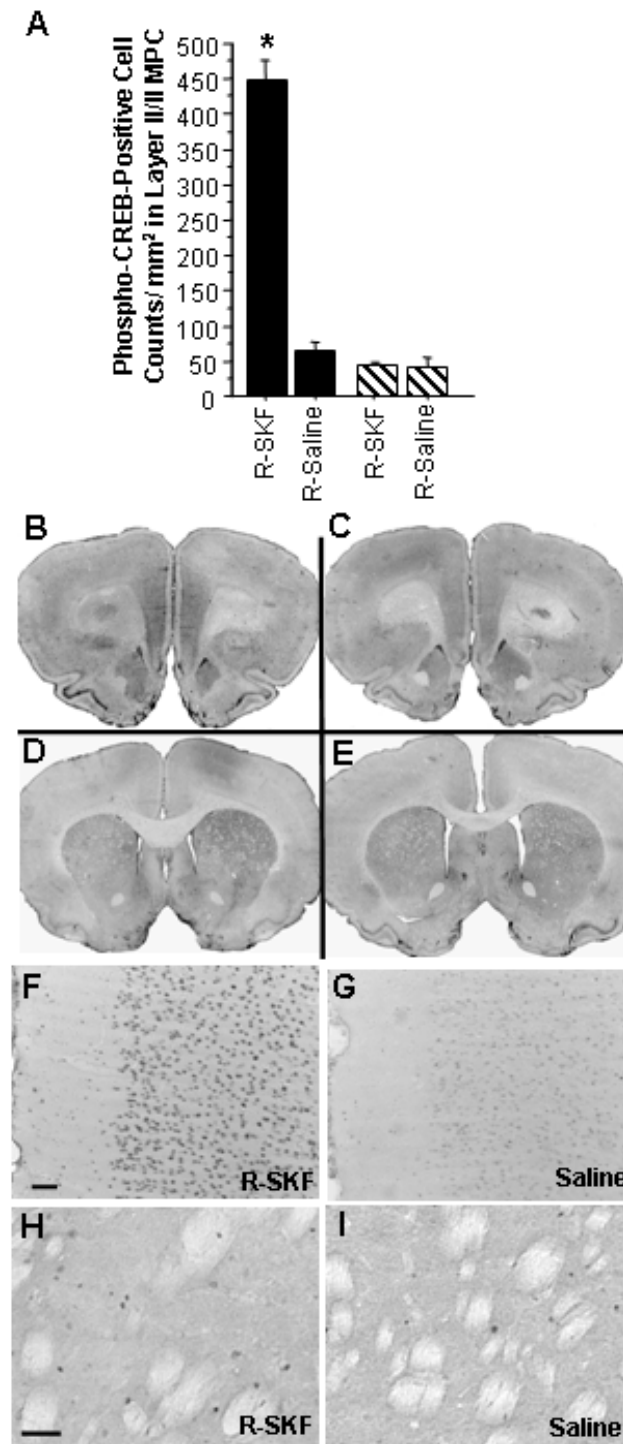 A
*
Phospho-CREB-Positive Cell
Counts/ mm² in Layer II/II MPC
500
450
400
350
300
250
200
150
100
50
0
R-SKF
R-Saline
R-SKF
R-Saline
B
C
D
E
F
R-SKF
G
Saline
H
R-SKF
I
Saline